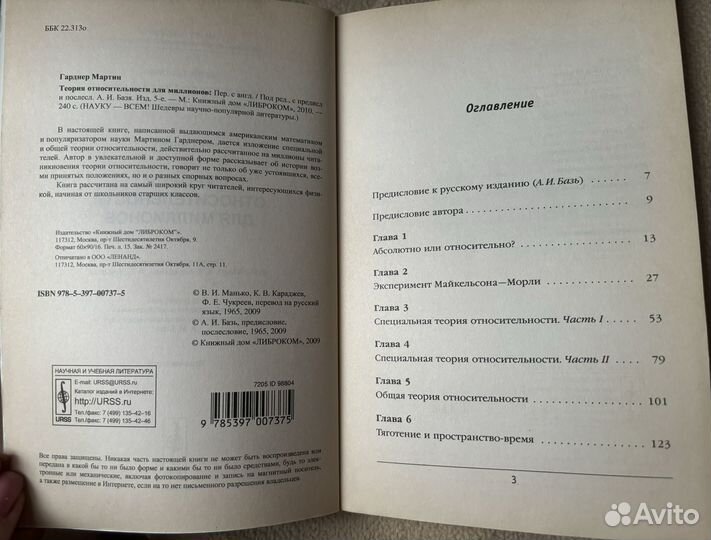 ББК 22.313о
Гарднер Мартин
Теория относительности для миллионов: Пер. с англ. / Под ред., с предисл.
и послесл. А. И. Базя. Изд. 5-е. — М.: Книжный дом «ЛИБРОКОМ», 2010. —
240 с. (НАУКУ — ВСЕМ! Шедевры научно-популярной литературы.)
В настоящей книге, написанной выдающимся американским математиком
и популяризатором науки Мартином Гарднером, дается изложение специальной
и общей теории относительности, действительно рассчитанное на миллионы чита-
телей. Автор в увлекательной и доступной форме рассказывает об истории воз-
никновения теории относительности, говорит не только об уже устоявшихся, все-
ми принятых положениях, но и о разных спорных вопросах.
Книга рассчитана на самый широкий круг читателей, интересующихся физи-
кой, начиная от школьников старших классов.
Издательство «Книжный дом "ЛИБРОКОМ"».
117312, Москва, пр-т Шестидесятилетия Октября, 9.
Формат 60х90/16. Печ. л. 15. Зак. № 2417.
Отпечатано в ООО «ЛЕНАНД».
117312, Москва, пр-т Шестидесятилетия Октября, 11А, стр. 11.
ISBN 978-5-397-00737-5
© В. И. Манько, К. В. Караджев,
Ф. Е. Чукреев, перевод на русский
язык, 1965, 2009
© А. И. Базь, предисловие,
послесловие, 1965, 2009
© Книжный дом «ЛИБРОКОМ», 2009
НАУЧНАЯ И УЧЕБНАЯ ЛИТЕРАТУРА
E-mail: URSS@URSS.ru
Каталог изданий в Интернете:
http://URSS.ru
Тел./факс: 7 (499) 135-42-16
URSS Тел./факс: 7 (499) 135-42-46
7205 ID 98804
9 785397 007375
Все права защищены. Никакая часть настоящей книги не может быть воспроизведена или
передана в какой бы то ни было форме и какими бы то ни было средствами, будь то элек-
тронные или механические, включая фотокопирование и запись на магнитный носитель,
а также размещение в Интернете, если на то нет письменного разрешения владельцев.
Оглавление
Предисловие к русскому изданию (А. И. Базь) 7
Предисловие автора 9
Глава 1
Абсолютно или относительно? 13
Глава 2
Эксперимент Майкельсона—Морли 27
Глава 3
Специальная теория относительности. Часть I 53
Глава 4
Специальная теория относительности. Часть II 79
Глава 5
Общая теория относительности 101
Глава 6
Тяготение и пространство-время 123
3
Avito